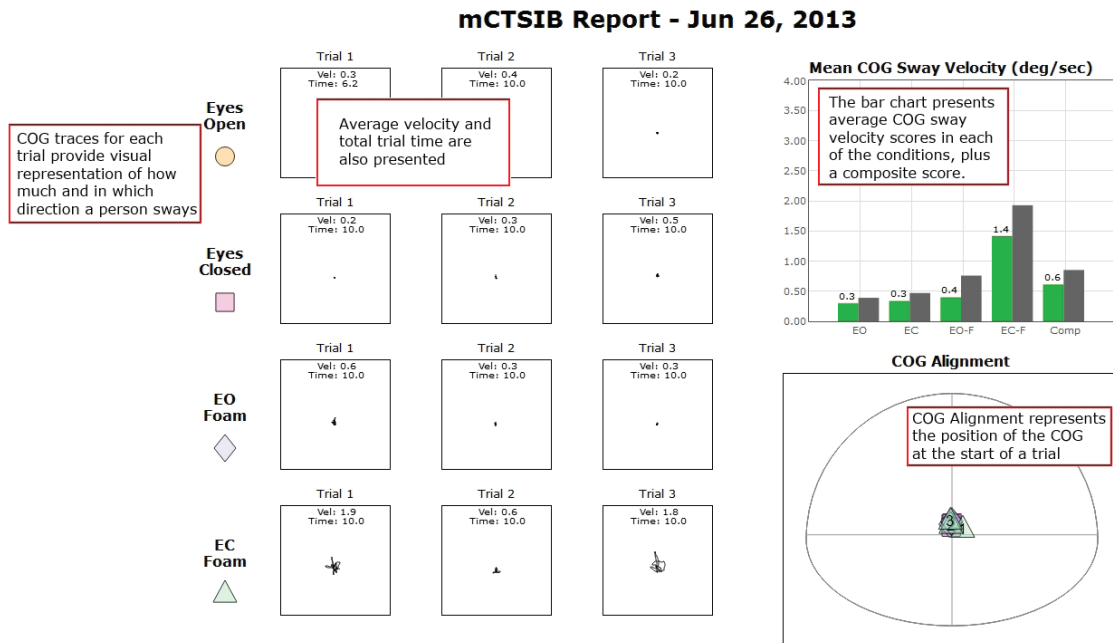 mCTSIB Report - Jun 26, 2013
Trial 1
Trial 2
Trial 3
Eyes
Open
Vel: 0.3
Time: 6.2
Vel: 0.4
Time: 10.0
Vel: 0.2
Time: 10.0
COG traces for each
trial provide visual
representation of how
much and in which
direction a person sways
Average velocity and
total trial time are
also presented
Trial 1
Trial 2
Trial 3
Eyes
Closed
Vel: 0.2
Time: 10.0
Vel: 0.3
Time: 10.0
Vel: 0.5
Time: 10.0
Trial 1
Trial 2
Trial 3
EO
Foam
Vel: 0.6
Time: 10.0
Vel: 0.3
Time: 10.0
Vel: 0.3
Time: 10.0
Trial 1
Trial 2
Trial 3
EC
Foam
Vel: 1.9
Time: 10.0
Vel: 0.6
Time: 10.0
Vel: 1.8
Time: 10.0
Mean COG Sway Velocity (deg/sec)
4.00
3.50
3.00
2.50
2.00
1.50
1.00
0.50
0.00
The bar chart presents
average COG sway
velocity scores in each
of the conditions, plus
a composite score.
0.3
0.3
0.4
1.4
0.6
EO
EC
EO-F
EC-F
Comp
COG Alignment
COG Alignment represents
the position of the COG
at the start of a trial
3